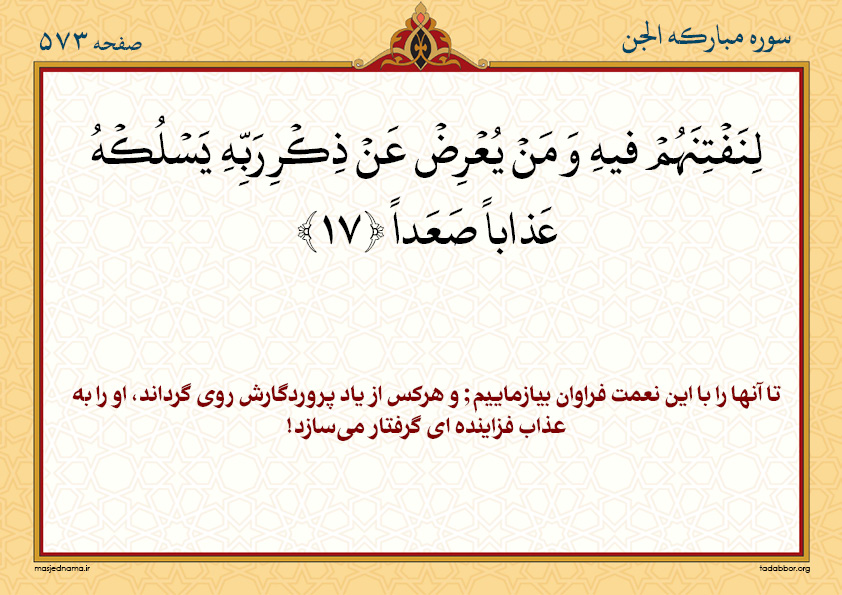 سوره مبارکه الجن
صفحه ۵۷۳
لِنَفْتِنَهُمْ فيهِ وَ مَنْ يُعْرِضْ عَنْ ذِكْرِ رَبِّهِ يَسْلُكْهُ
عَذاباً صَعَداً ﴿۱۷﴾
تا آنها را با این نعمت فراوان بیازماییم; و هرکس از یاد پروردگارش روی گرداند، او را به
عذاب فزاینده ای گرفتار می‌سازد!
masjednama.ir
tadabbor.org